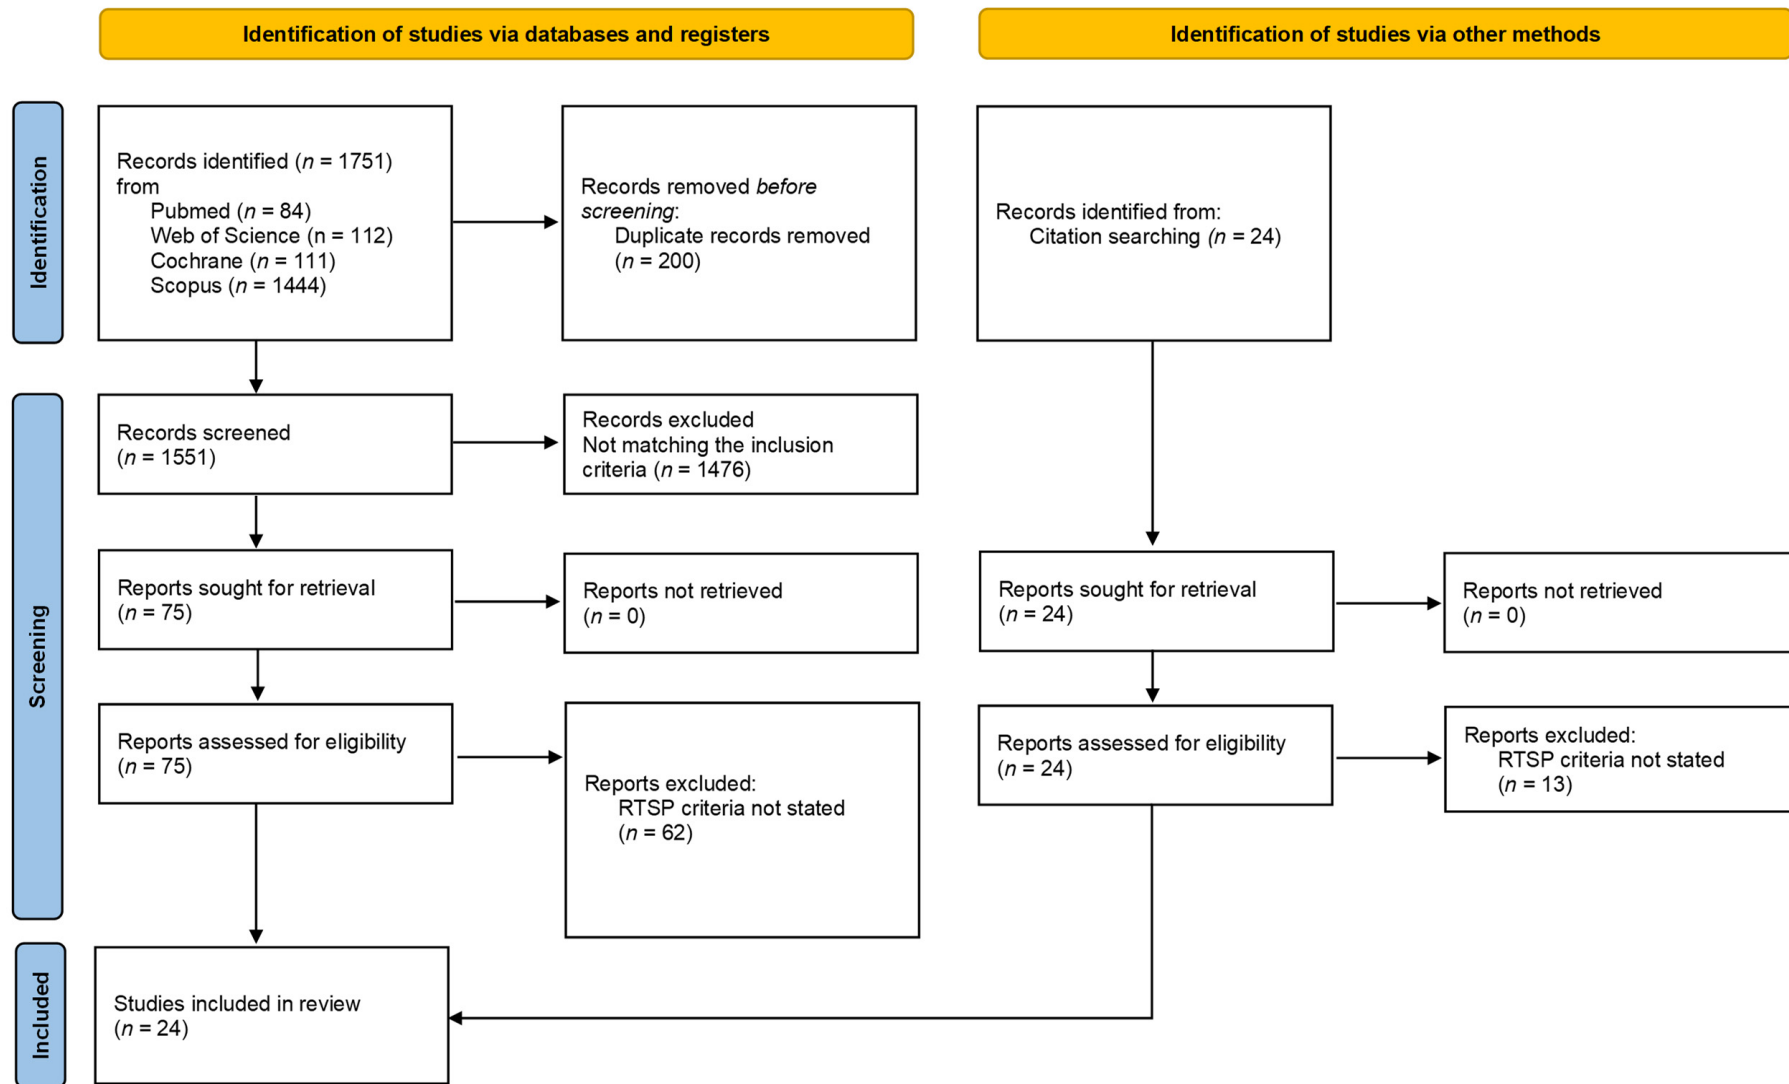 Identification of studies via databases and registers
Identification of studies via other methods
Identification
Records identified (n = 1751)
from
Pubmed (n = 84)
Web of Science (n = 112)
Cochrane (n = 111)
Scopus (n = 1444)
Records removed before
screening:
Duplicate records removed
(n = 200)
Records identified from:
Citation searching (n = 24)
Screening
Records screened
(n = 1551)
Records excluded
Not matching the inclusion
criteria (n = 1476)
Reports sought for retrieval
(n = 75)
Reports not retrieved
(n = 0)
Reports sought for retrieval
(n = 24)
Reports not retrieved
(n = 0)
Reports assessed for eligibility
(n = 75)
Reports excluded:
RTSP criteria not stated
(n = 62)
Reports assessed for eligibility
(n = 24)
Reports excluded:
RTSP criteria not stated
(n = 13)
Included
Studies included in review
(n = 24)